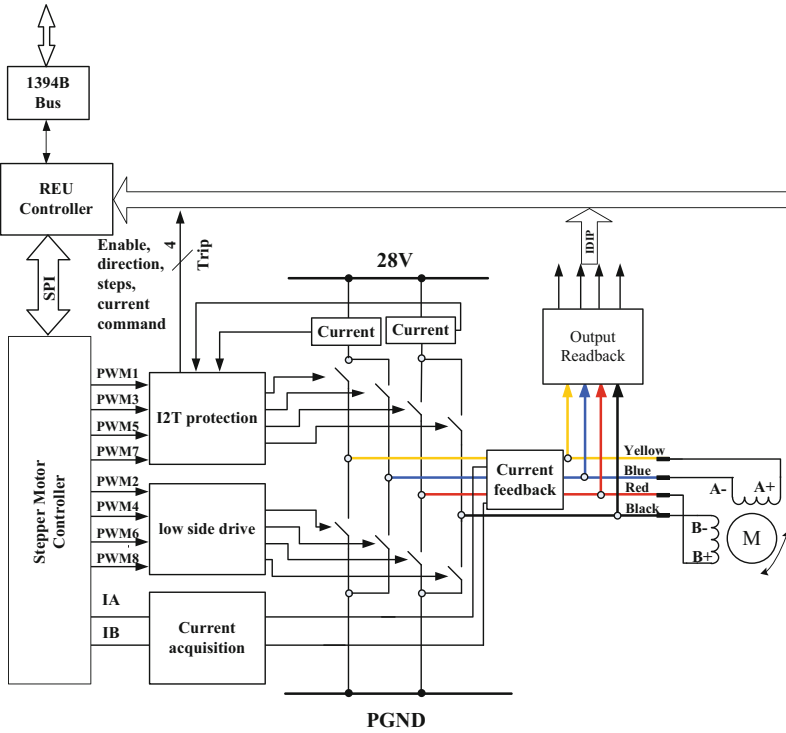 1394B
Bus
REU
Controller
SPI
Enable,
direction,
steps,
current
command
4
Trip
28V
IDIP
Current
Current
Output
Readback
Stepper Motor
Controller
PWM1
PWM3
PWM5
PWM7
I2T protection
PWM2
PWM4
PWM6
PWM8
low side drive
Current
feedback
Yellow
Blue
Red
Black
A-
A+
B-
B+
M
IA
IB
Current
acquisition
PGND